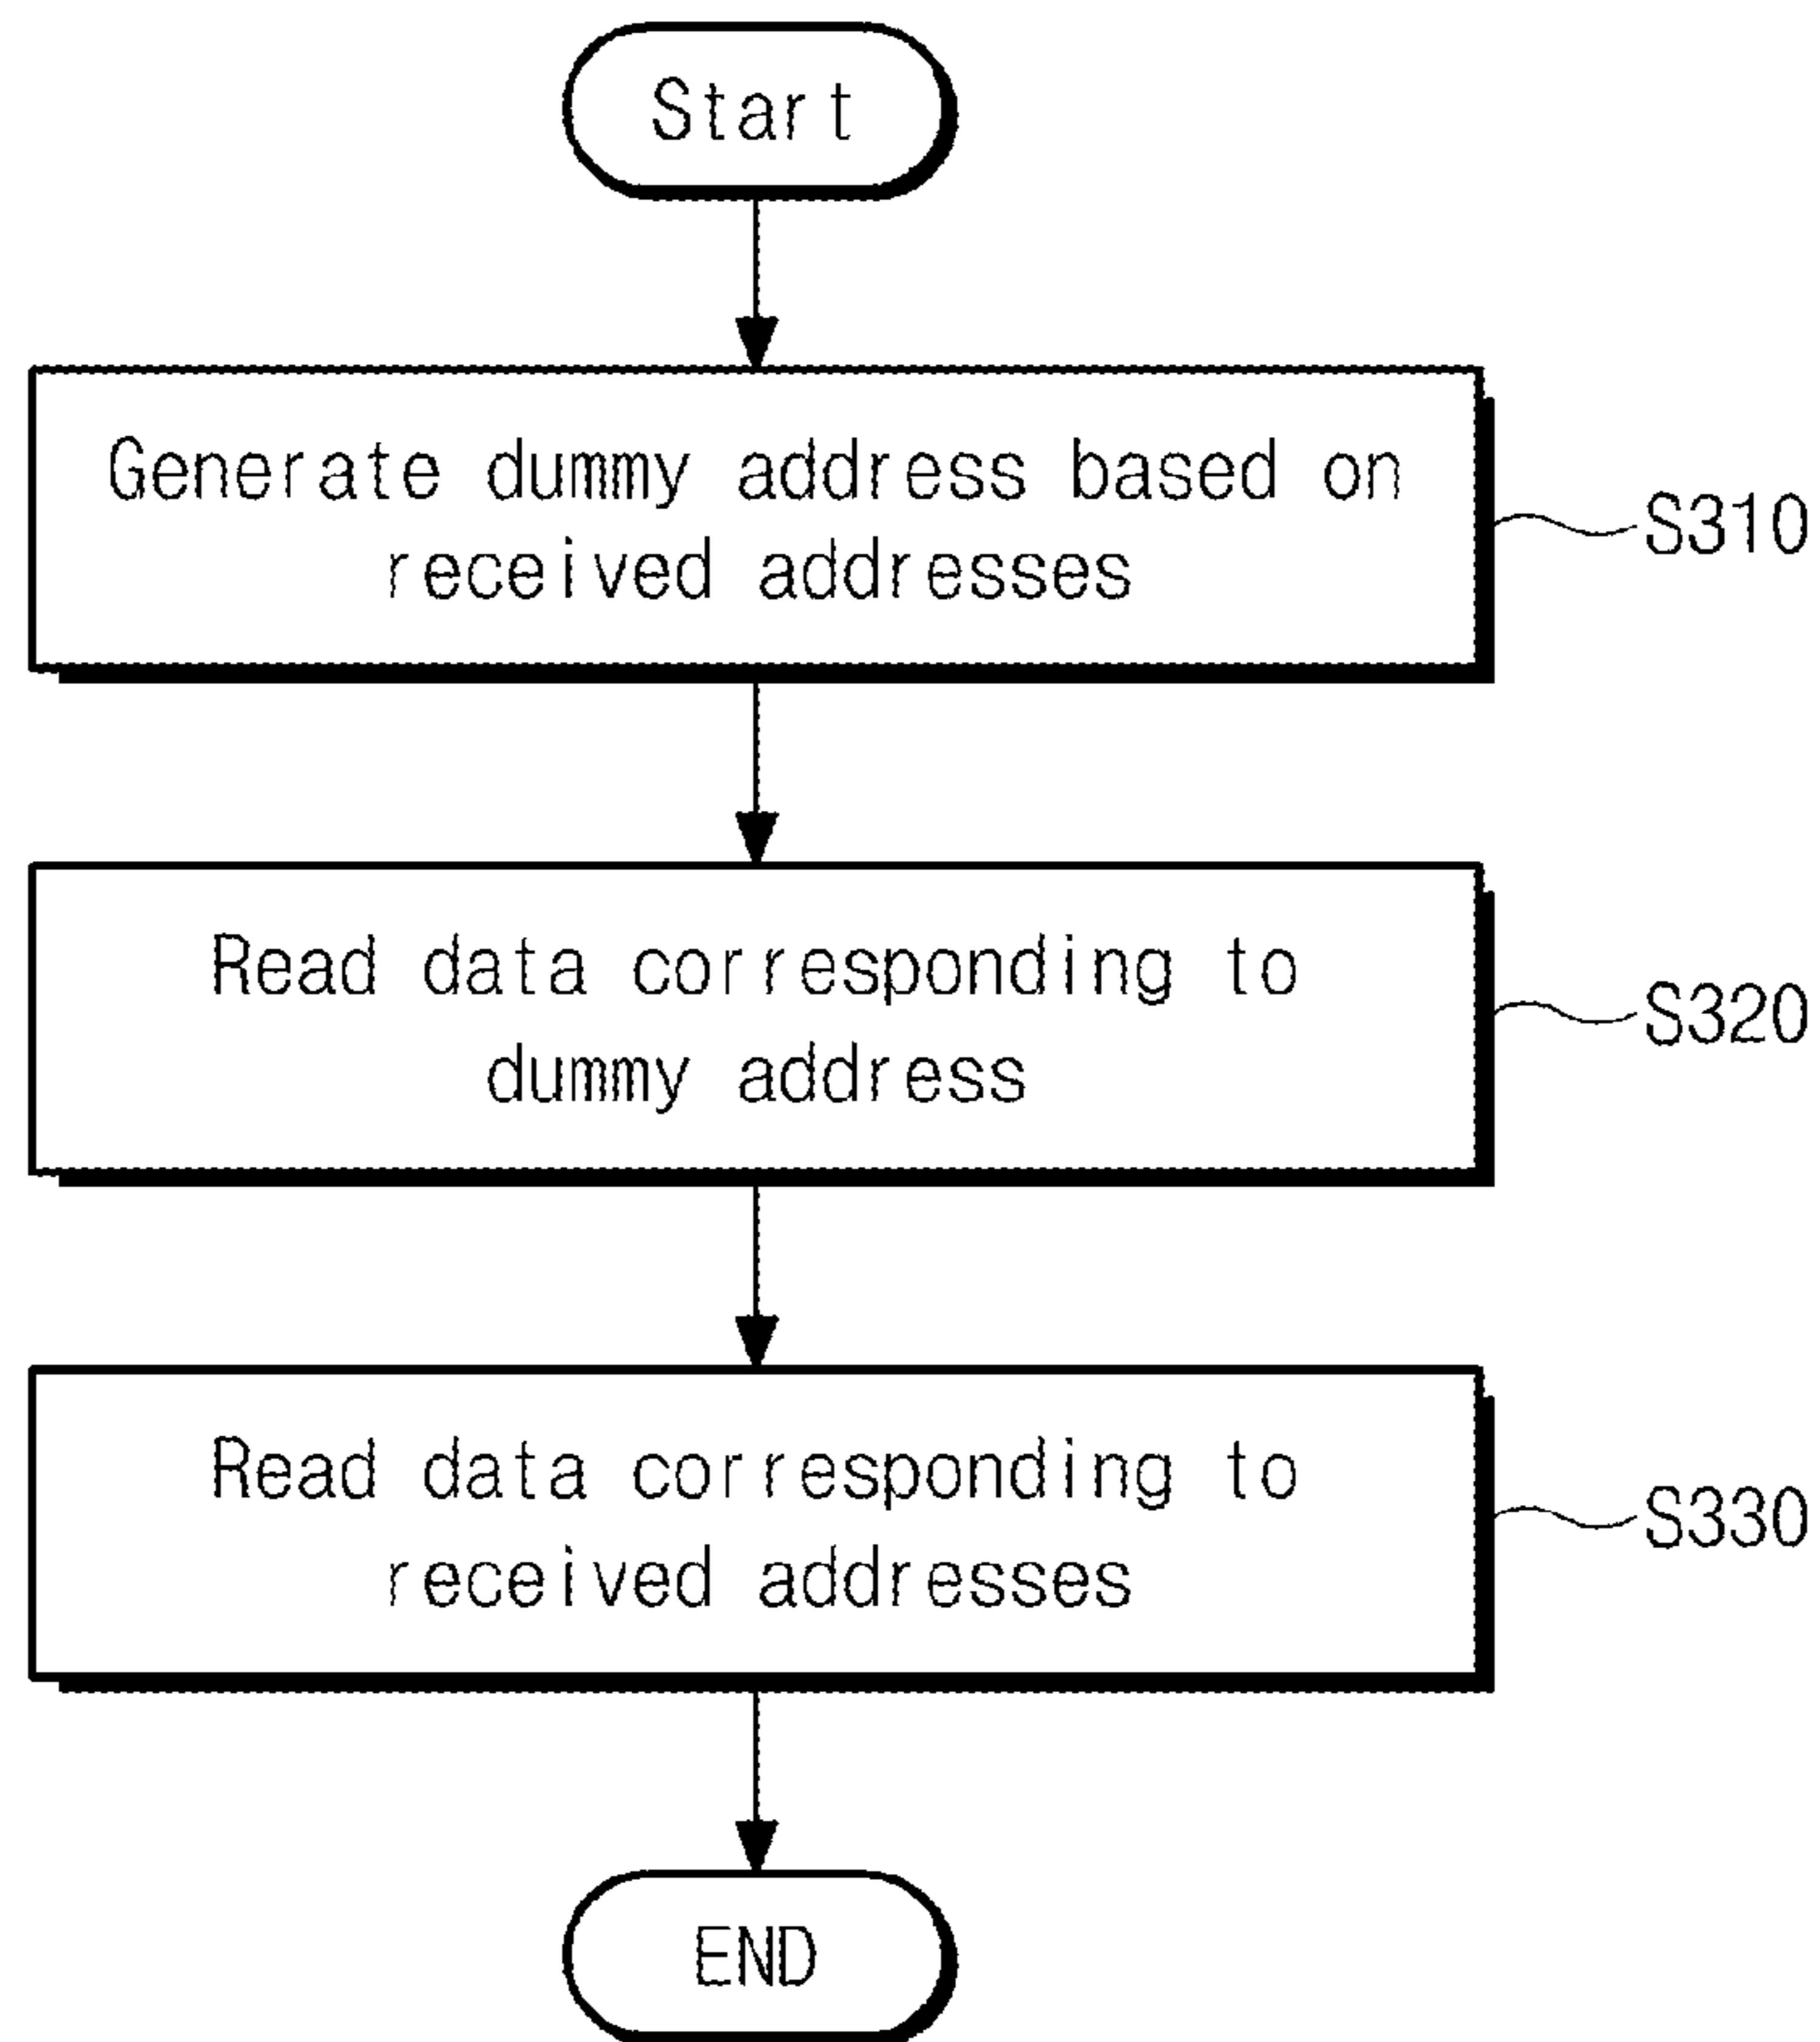 Start
Generate dummy address based on
received addresses
S310
Read data corresponding to
dummy address
S320
Read data corresponding to
received addresses
S330
END